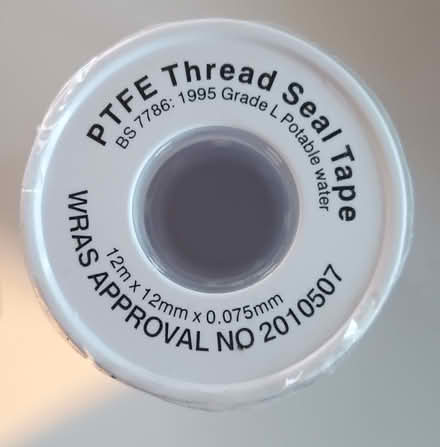 PTFE Thread Seal Tape
BS 7786: 1995 Grade L Potable water
12m x 12mm x 0.075mm
WRAS APPROVAL NO 2010507